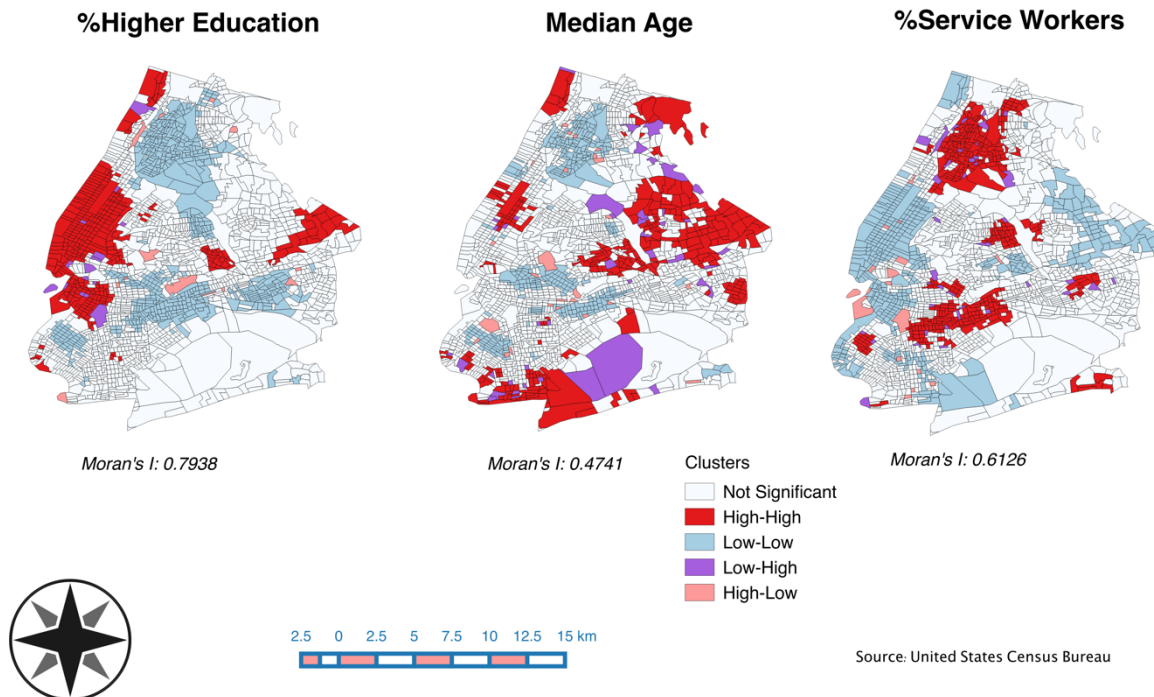 %Higher Education
Median Age
%Service Workers
Moran's I: 0.7938
Moran's I: 0.4741
Moran's I: 0.6126
Clusters
Not Significant
High-High
Low-Low
Low-High
High-Low
2.5 0 2.5 5 7.5 10 12.5 15 km
Source: United States Census Bureau